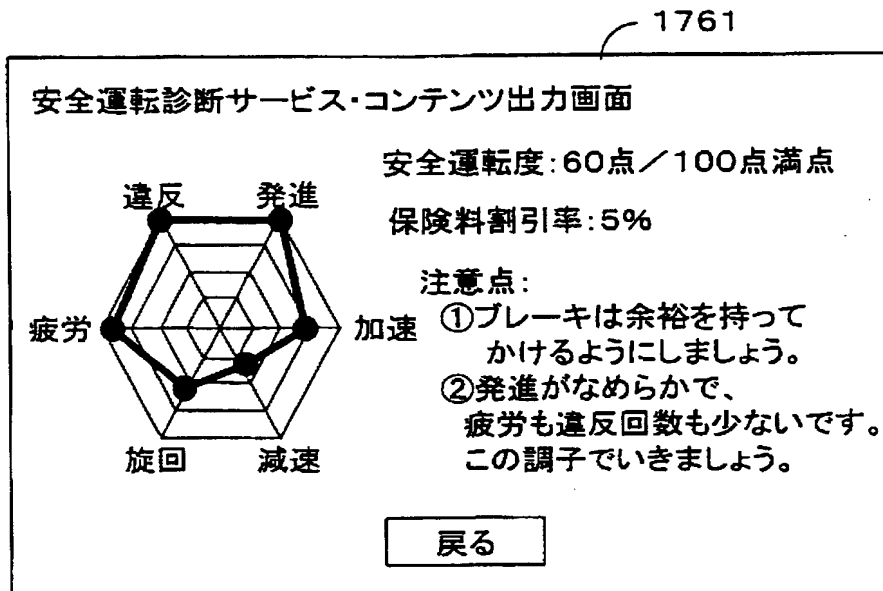 1761
安全運転診断サービス・コンテンツ出力画面
安全運転度:60点／100点満点
保険料割引率:5%
違反
発進
疲労
加速
旋回
減速
注意点:
①ブレーキは余裕を持って
かけるようにしましょう。
②発進がなめらかで、
疲労も違反回数も少ないです。
この調子でいきましょう。
戻る